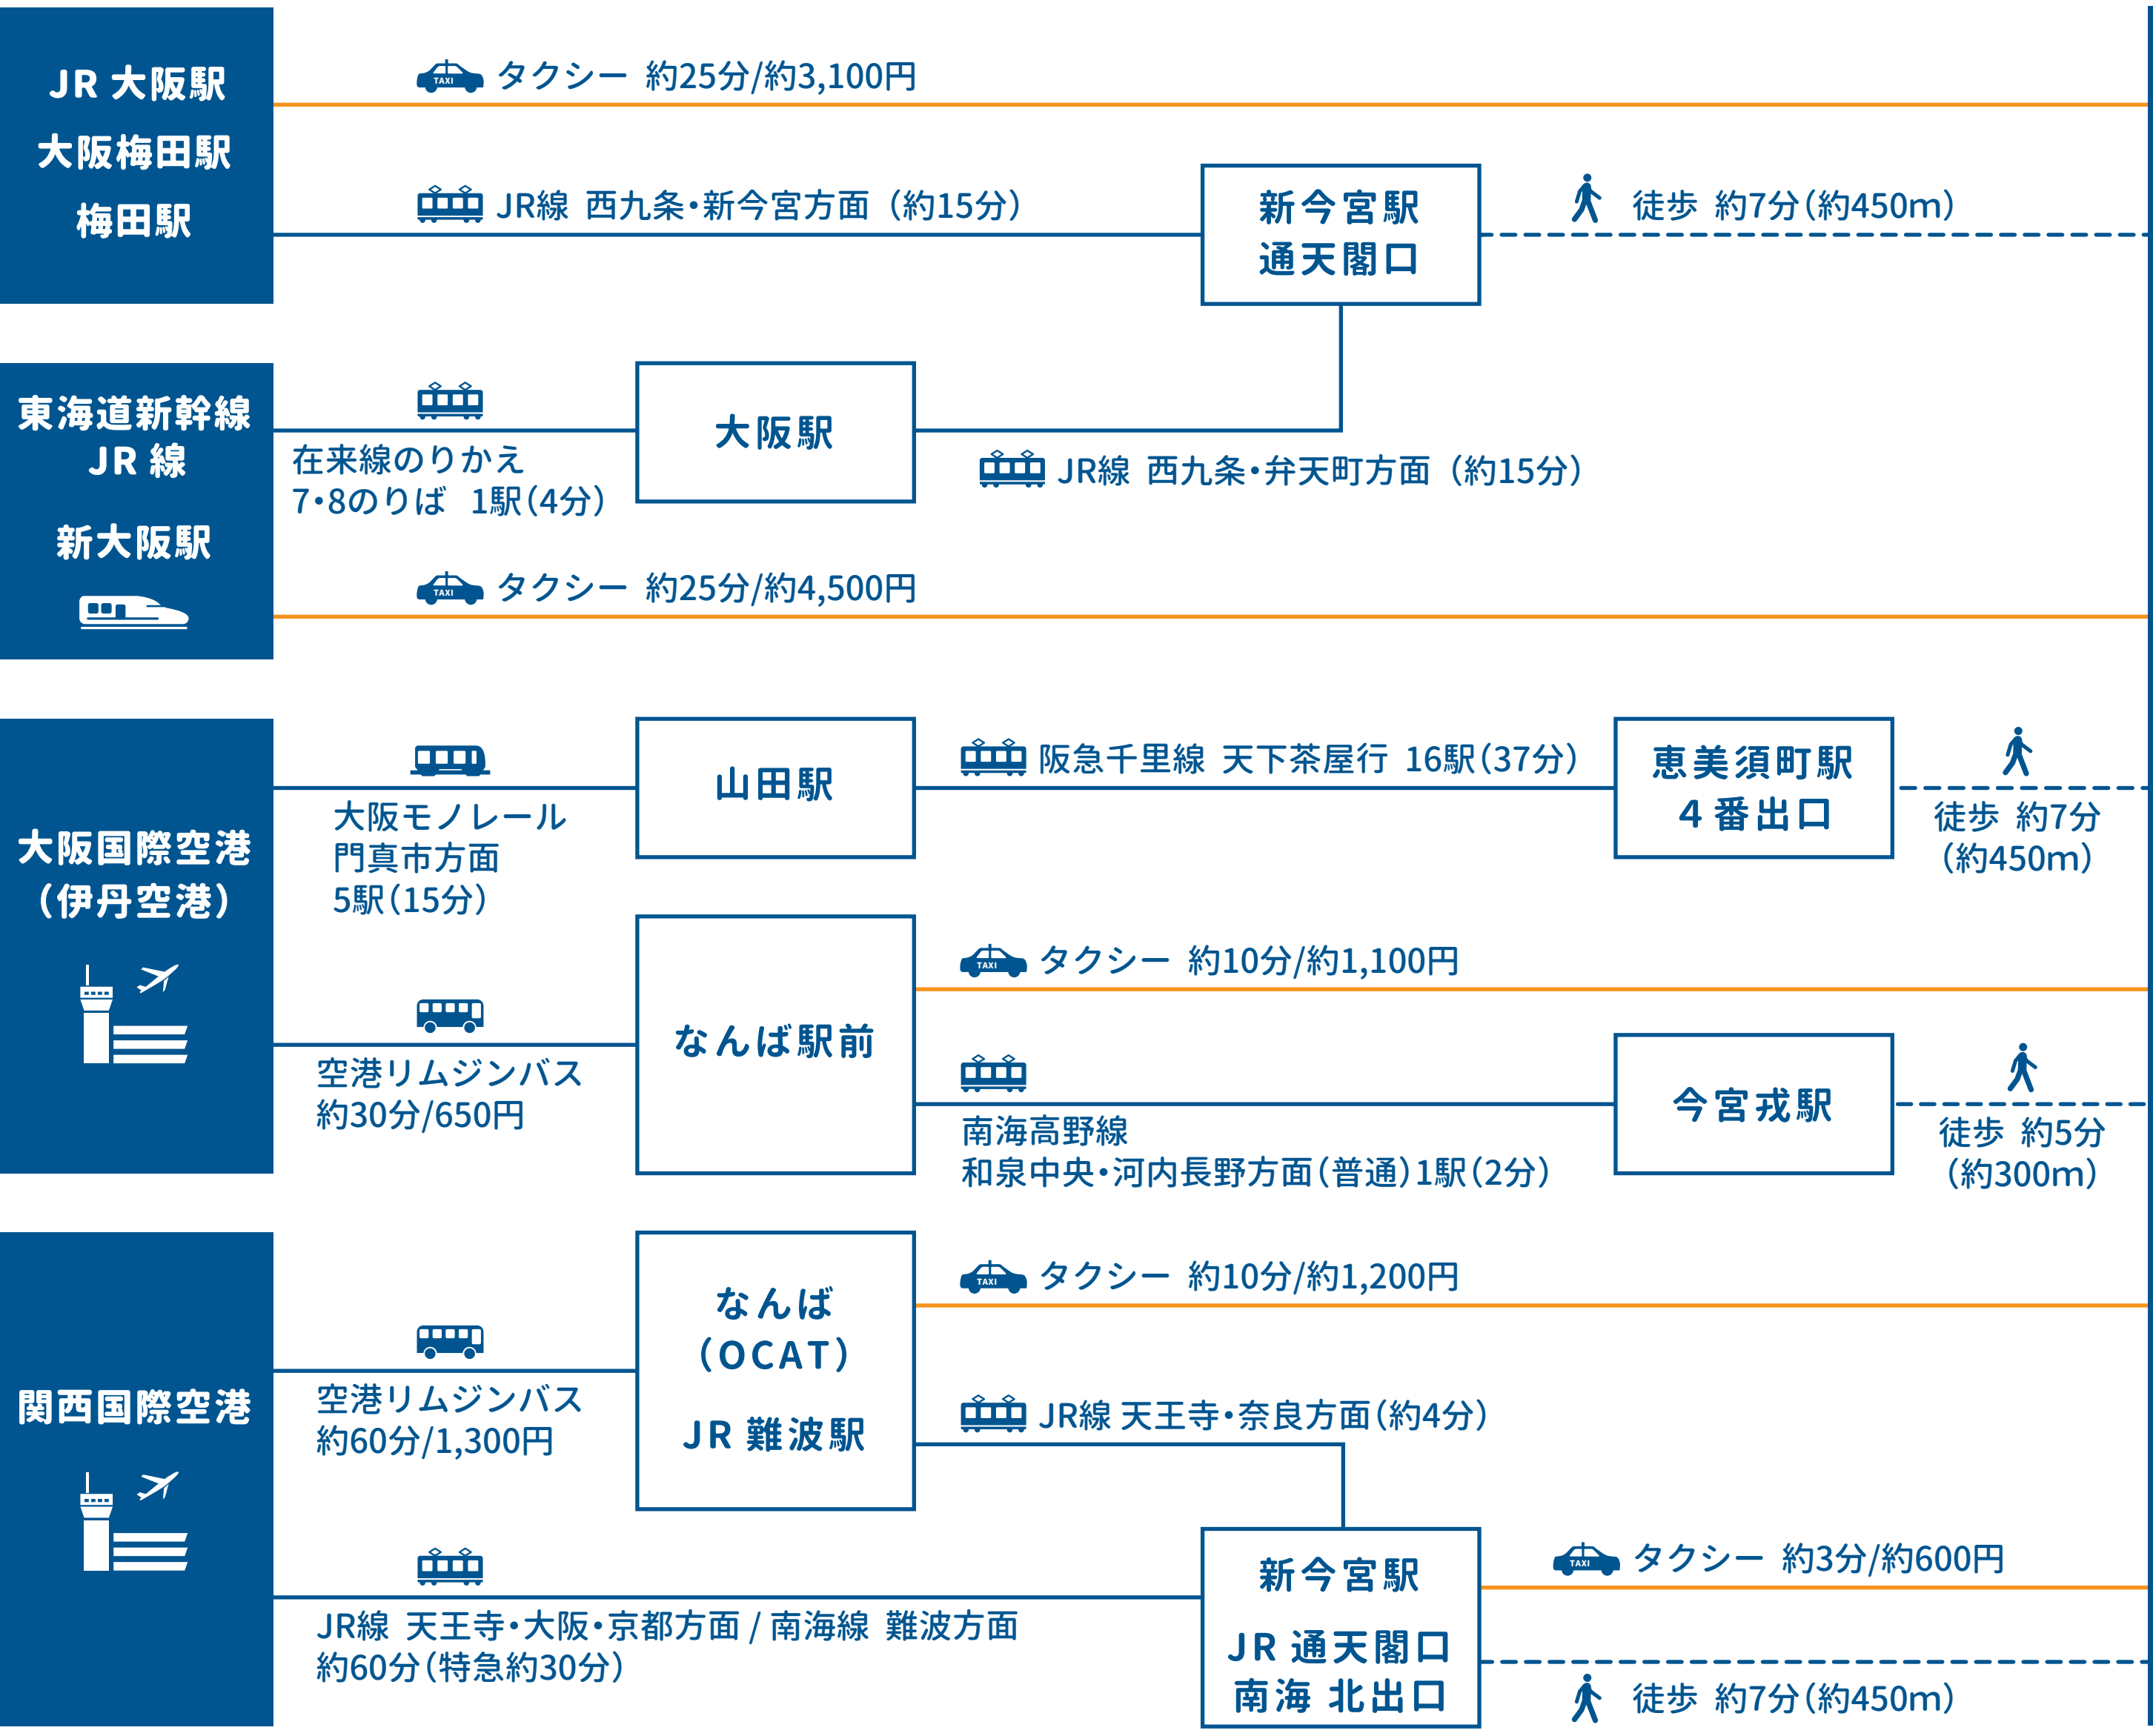 JR 大阪駅
大阪梅田駅
梅田駅
TAXI
タクシー 約25分/約3,100円
JR線 西九条・新今宮方面（約15分）
新今宮駅
通天閣口
徒歩 約7分（約450m）
東海道新幹線
JR 線
新大阪駅
在来線のりかえ
7・8のりば 1駅（4分）
大阪駅
JR線 西九条・弁天町方面（約15分）
TAXI
タクシー 約25分/約4,500円
大阪国際空港
（伊丹空港）
大阪モノレール
門真市方面
5駅（15分）
山田駅
阪急千里線 天下茶屋行 16駅（37分）
恵美須町駅
4 番出口
徒歩 約7分
（約450m）
空港リムジンバス
約30分/650円
なんば駅前
TAXI
タクシー 約10分/約1,100円
南海高野線
和泉中央・河内長野方面（普通）1駅（2分）
今宮戎駅
徒歩 約5分
（約300m）
関西国際空港
空港リムジンバス
約60分/1,300円
なんば
（OCAT）
JR 難波駅
TAXI
タクシー 約10分/約1,200円
JR線 天王寺・奈良方面（約4分）
JR線 天王寺・大阪・京都方面 / 南海線 難波方面
約60分（特急約30分）
新今宮駅
JR 通天閣口
南海 北出口
TAXI
タクシー 約3分/約600円
徒歩 約7分（約450m）